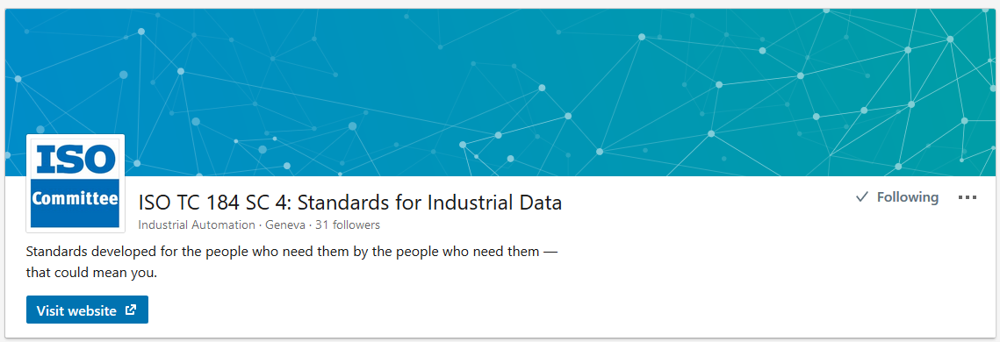 ISO
Committee
ISO TC 184 SC 4: Standards for Industrial Data
Industrial Automation · Geneva · 31 followers
Following
Standards developed for the people who need them by the people who need them —
that could mean you.
Visit website